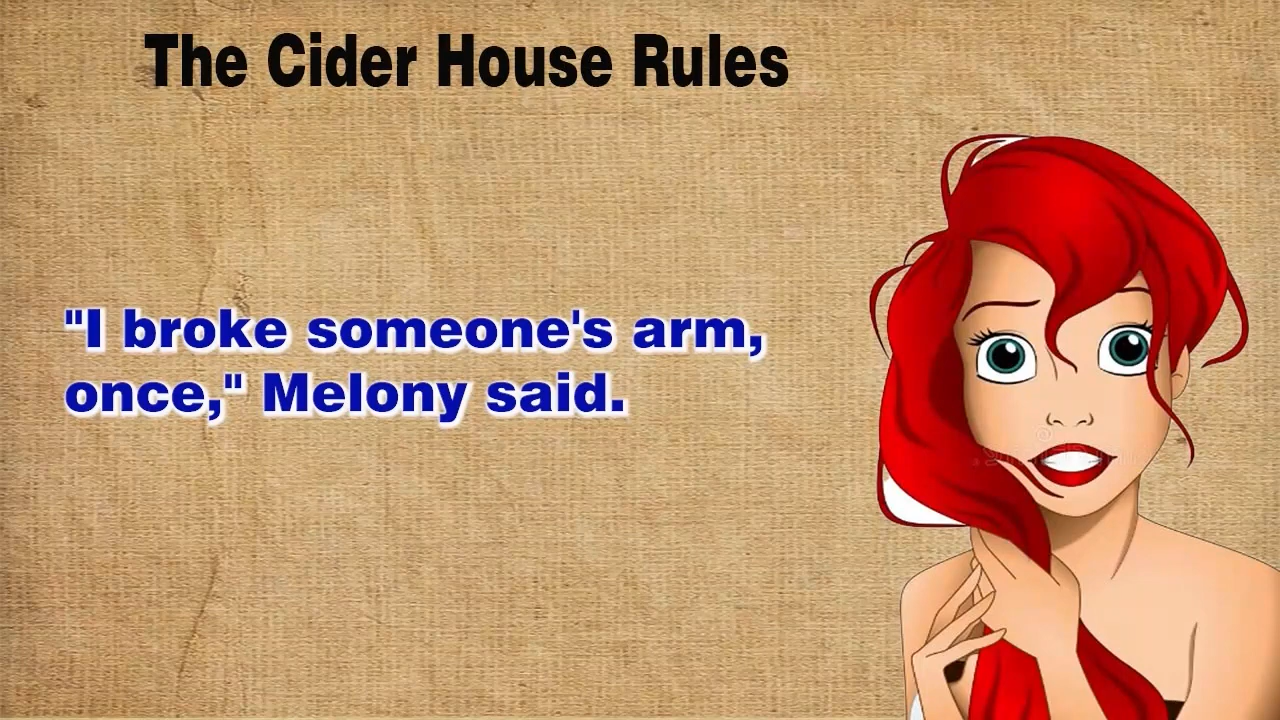 The Cider House Rules
"I broke someone's arm,
once," Melony said.